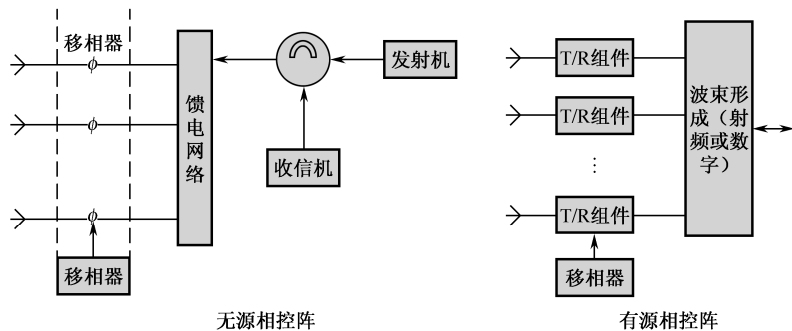 移相器
ϕ
ϕ
ϕ
移相器
馈
电
网
络
发射机
收信机
无源相控阵
T/R组件
T/R组件
⋮
T/R组件
移相器
波束形
成（射
频或数
字）
有源相控阵